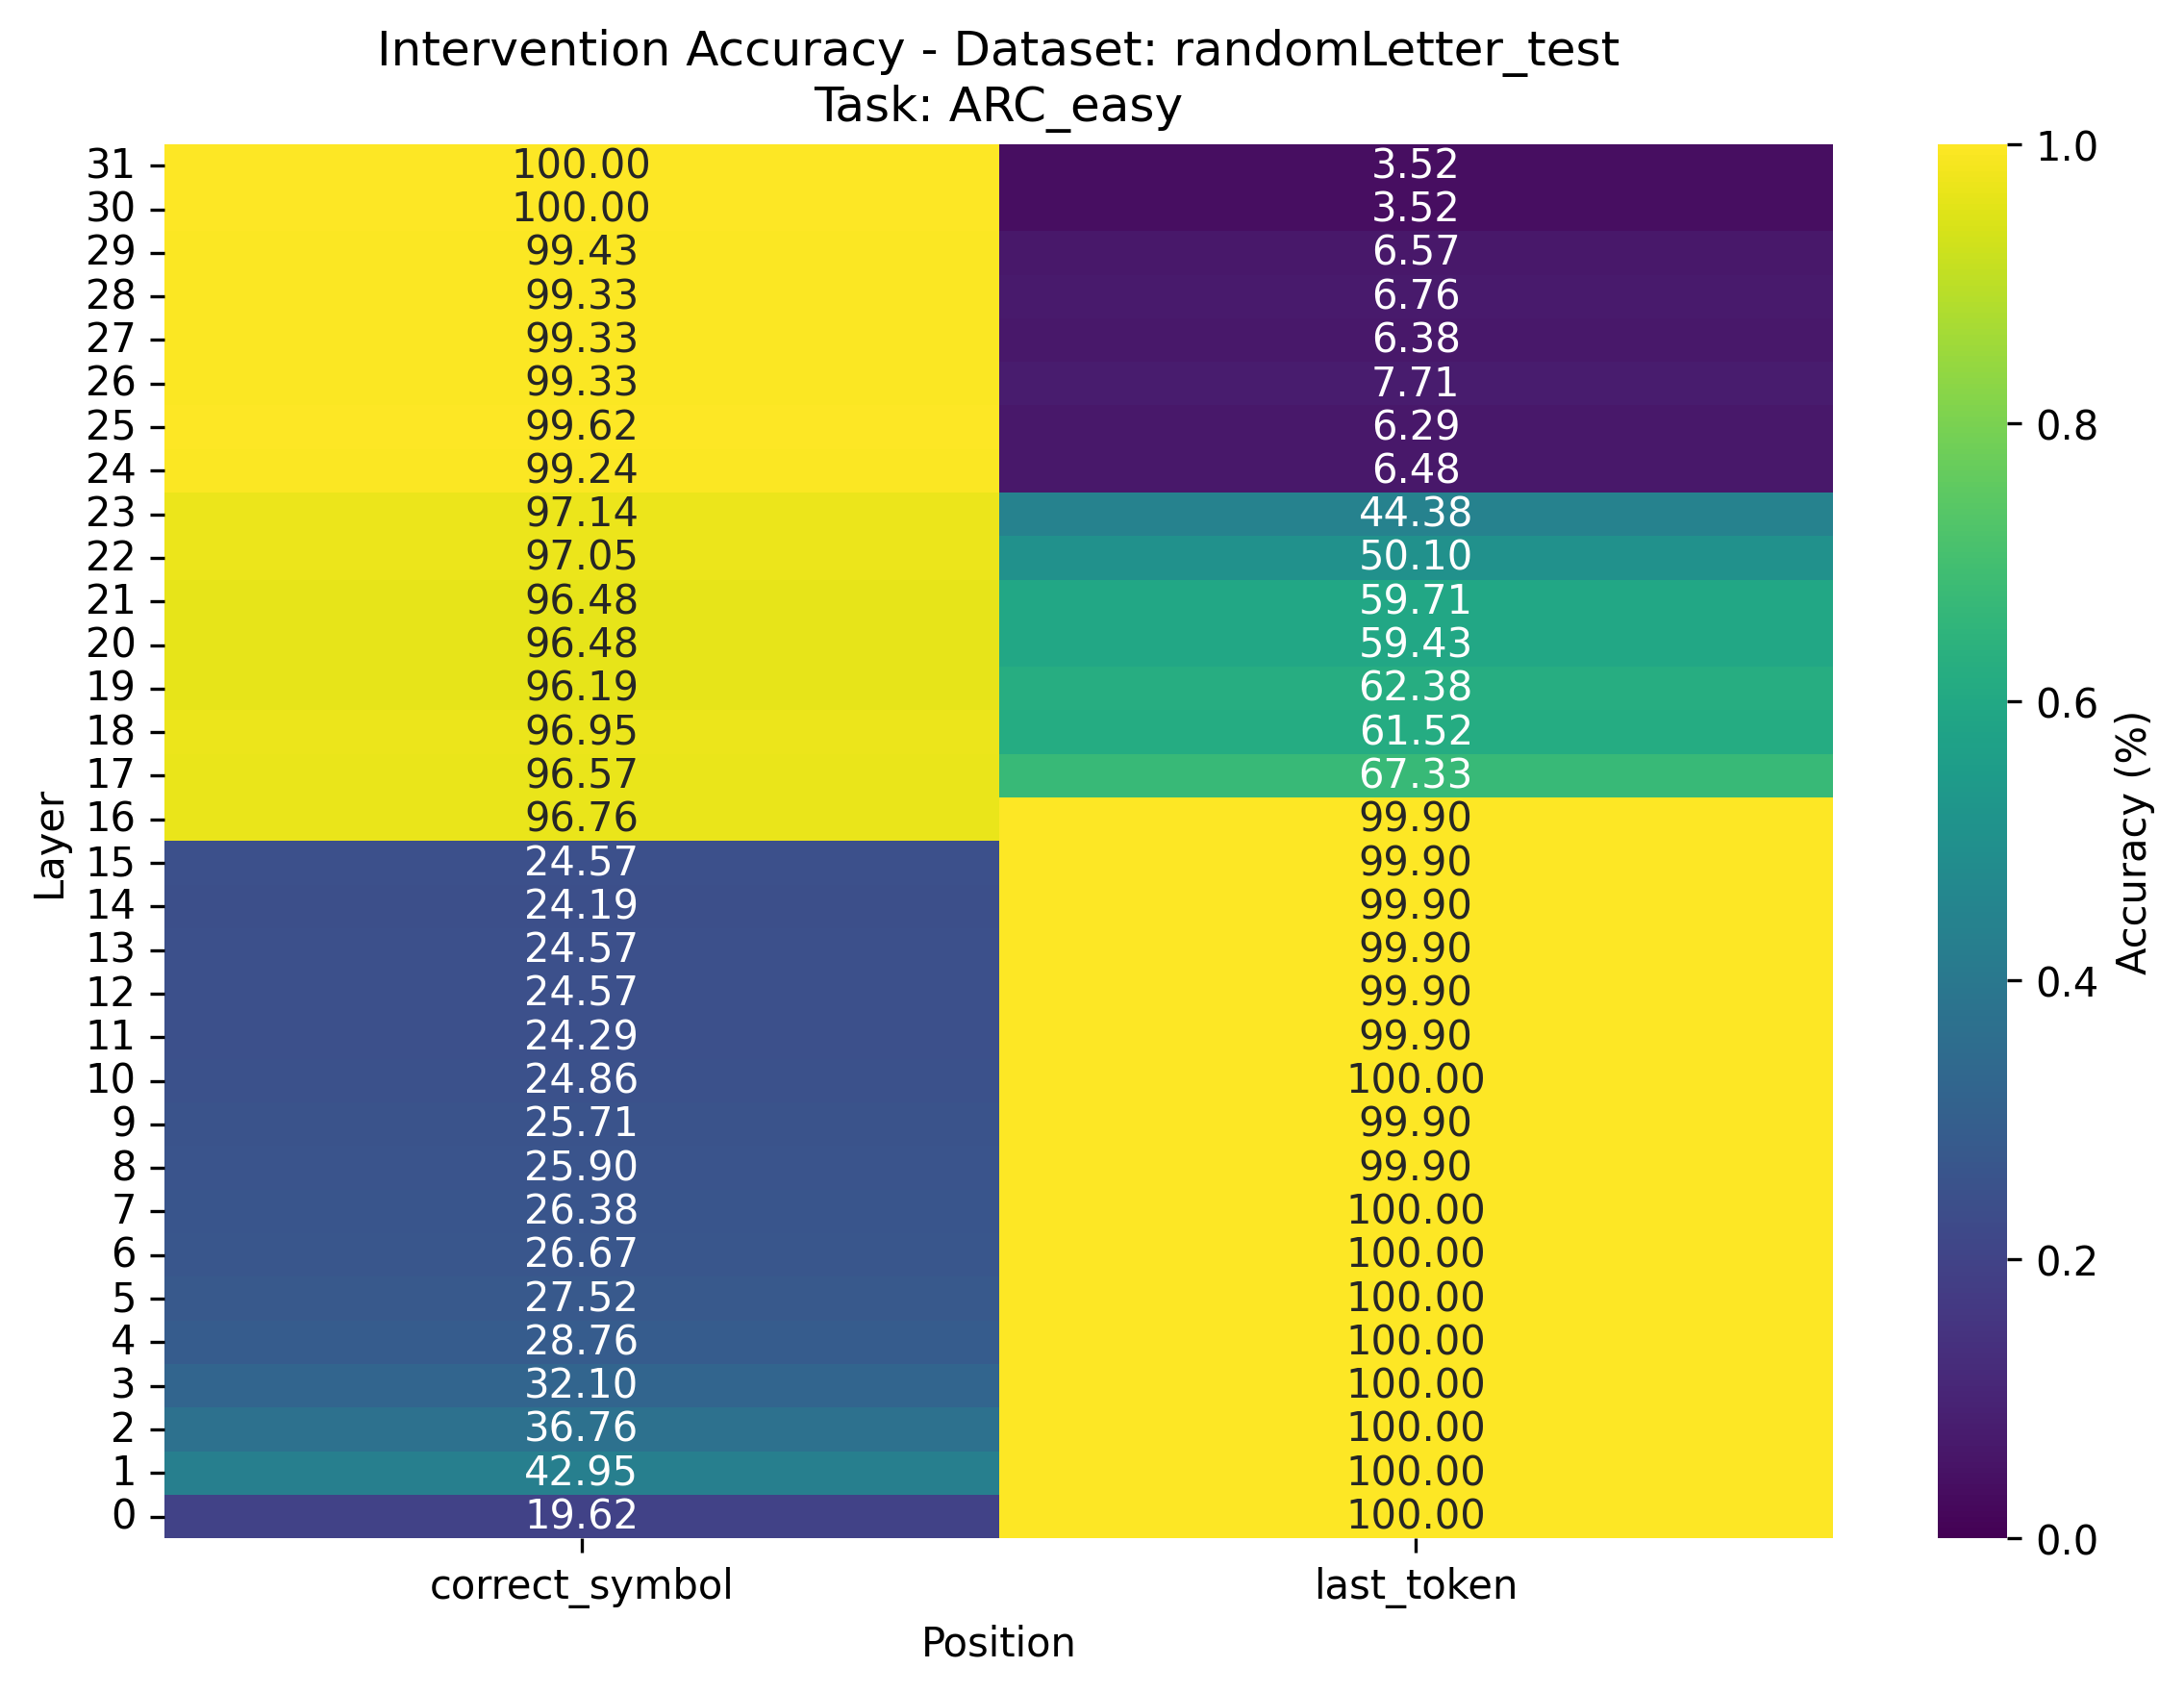 Intervention Accuracy - Dataset: randomLetter_test
Task: ARC_easy
31 100.00 3.52
30 100.00 3.52
29 99.43 6.57
28 99.33 6.76
27 99.33 6.38
26 99.33 7.71
25 99.62 6.29
24 99.24 6.48
23 97.14 44.38
22 97.05 50.10
21 96.48 59.71
20 96.48 59.43
19 96.19 62.38
18 96.95 61.52
17 96.57 67.33
16 96.76 99.90
15 24.57 99.90
14 24.19 99.90
13 24.57 99.90
12 24.57 99.90
11 24.29 99.90
10 24.86 100.00
9 25.71 99.90
8 25.90 99.90
7 26.38 100.00
6 26.67 100.00
5 27.52 100.00
4 28.76 100.00
3 32.10 100.00
2 36.76 100.00
1 42.95 100.00
0 19.62 100.00
correct_symbol last_token
Position
Layer
1.0
0.8
0.6
0.4
0.2
0.0
Accuracy (%)